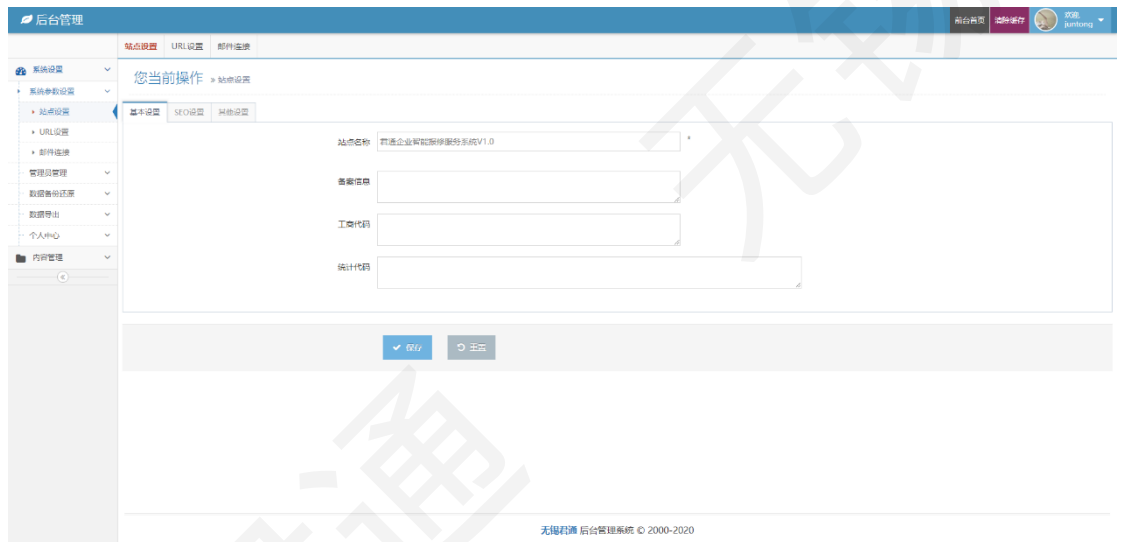 后台管理
前台首页 清除缓存 欢迎, juntong
站点设置 URL设置 邮件连接
系统设置
系统参数设置
站点设置
URL设置
邮件连接
管理员管理
数据备份还原
数据导出
个人中心
内容管理
您当前操作 » 站点设置
基本设置 SEO设置 其他设置
站点名称 君通企业智能报修服务系统V1.0 *
备案信息
工商代码
统计代码
保存 重置
无锡君通 后台管理系统 © 2000-2020
无锡
君通